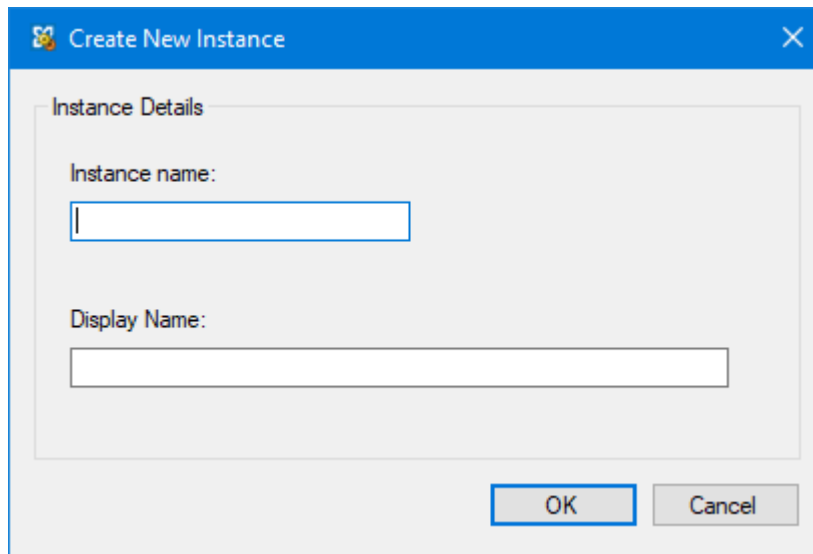 Create New Instance
Instance Details
Instance name:
Display Name:
OK Cancel